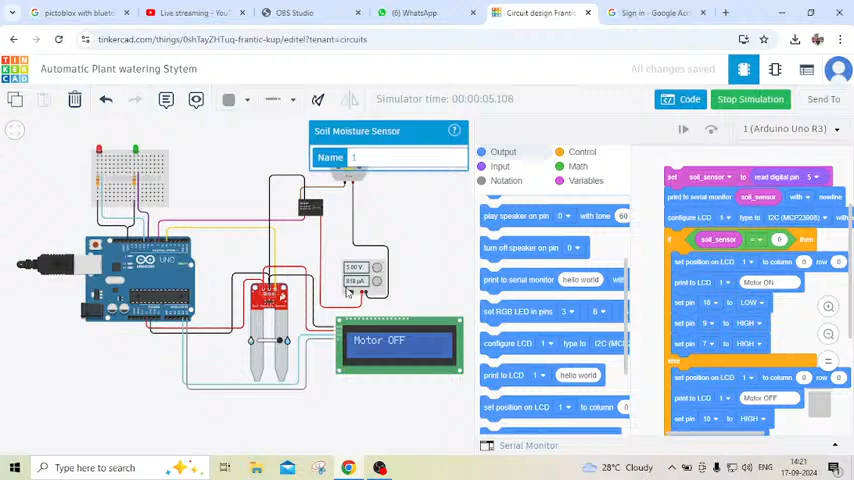 pictoblox with bluetc
Live streaming - YouT
OBS Studio
(6) WhatsApp
Circuit design Frantic
Sign in - Google Acc
tinkercad.com/things/0shTayZHTuq-frantic-kup/editel?tenant=circuits
TIN
KER
CAD
Automatic Plant watering Stytem
All changes saved
Simulator time: 00:00:05.108
Code
Stop Simulation
Send To
Soil Moisture Sensor
Name 1
1 (Arduino Uno R3)
Output
Control
Input
Math
Notation
Variables
play speaker on pin 0 with tone 60
turn off speaker on pin 0
print to serial monitor hello world with
set RGB LED in pins 3 6
configure LCD 1 type to I2C (MC
print to LCD 1 hello world
set position on LCD 1 to column 0
Serial Monitor
set soil_sensor to read digital pin 5
print to serial monitor soil_sensor with newline
configure LCD 1 type to I2C (MCP23008)
if soil_sensor = 0 then
set position on LCD 1 to column 0 row 0
print to LCD 1 Motor ON
set pin 10 to LOW
set pin 9 to HIGH
set pin 7 to HIGH
else
set position on LCD 1 to column 0 row 0
print to LCD 1 Motor OFF
set pin 10 to HIGH
UNO
5.00 V
Motor OFF
Type here to search
28°C Cloudy
ENG
14:21
17-09-2024